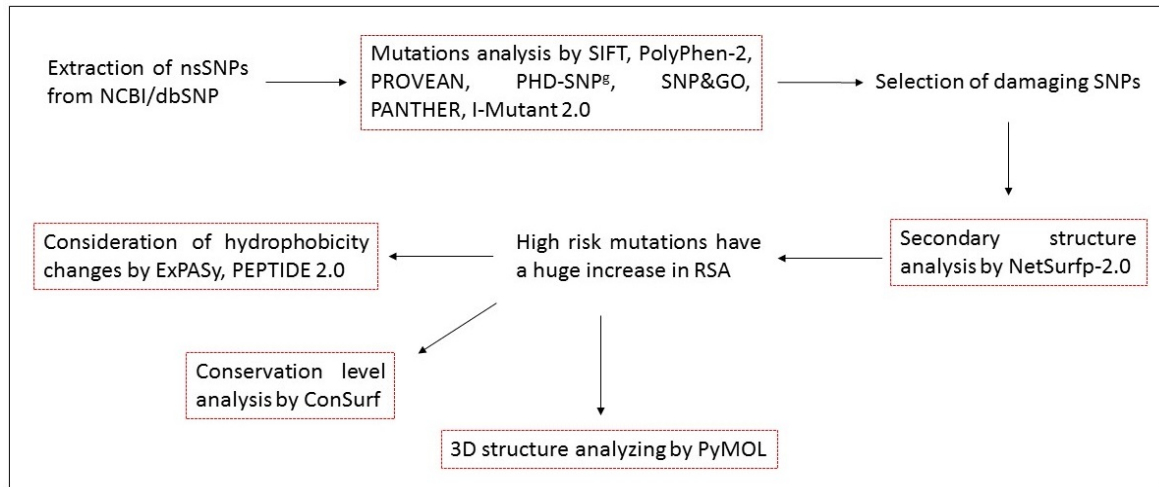 Extraction of nsSNPs
from NCBI/dbSNP
Mutations analysis by SIFT, PolyPhen-2,
PROVEAN, PHD-SNPᵍ, SNP&GO,
PANTHER, I-Mutant 2.0
Selection of damaging SNPs
Secondary structure
analysis by NetSurfp-2.0
High risk mutations have
a huge increase in RSA
Consideration of hydrophobicity
changes by ExPASy, PEPTIDE 2.0
Conservation level
analysis by ConSurf
3D structure analyzing by PyMOL